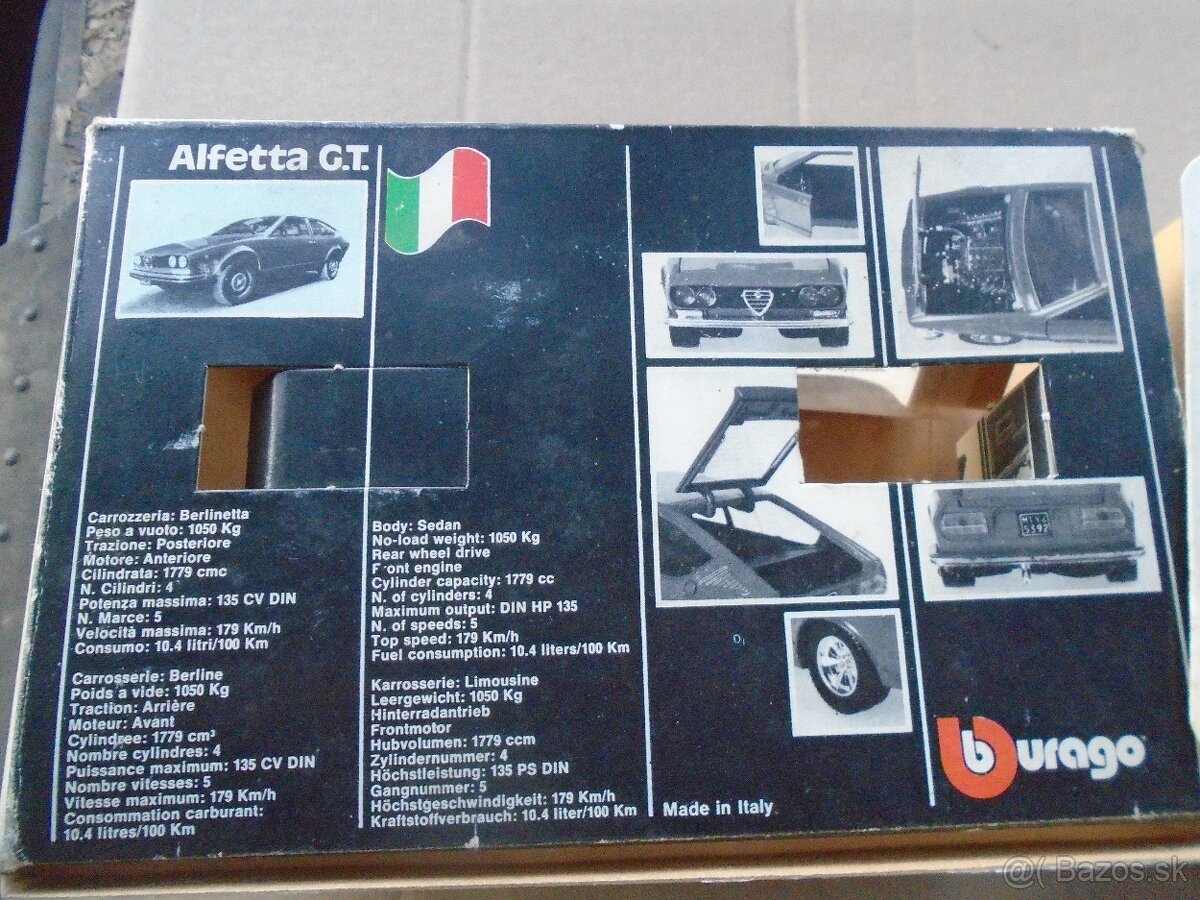 Alfetta G.T.
Carrozzeria: Berlinetta
Peso a vuoto: 1050 Kg
Trazione: Posteriore
Motore: Anteriore
Cilindrata: 1779 cmc
N. Cilindri: 4
Potenza massima: 135 CV DIN
N. Marce: 5
Velocità massima: 179 Km/h
Consumo: 10.4 litri/100 Km
Carrosserie: Berline
Poids a vide: 1050 Kg
Traction: Arrière
Moteur: Avant
Cylindree: 1779 cm³
Nombre cylindres: 4
Puissance maximum: 135 CV DIN
Nombre vitesses: 5
Vitesse maximum: 179 Km/h
Consommation carburant:
10.4 litres/100 Km
Body: Sedan
No-load weight: 1050 Kg
Rear wheel drive
Front engine
Cylinder capacity: 1779 cc
N. of cylinders: 4
Maximum output: DIN HP 135
N. of speeds: 5
Top speed: 179 Km/h
Fuel consumption: 10.4 liters/100 Km
Karrosserie: Limousine
Leergewicht: 1050 Kg
Hinterradantrieb
Frontmotor
Hubvolumen: 1779 ccm
Zylindernummer: 4
Höchstleistung: 135 PS DIN
Gangnummer: 5
Höchstgeschwindigkeit: 179 Km/h
Kraftstoffverbrauch: 10.4 liter/100 Km
Made in Italy
burago
Bazos.sk